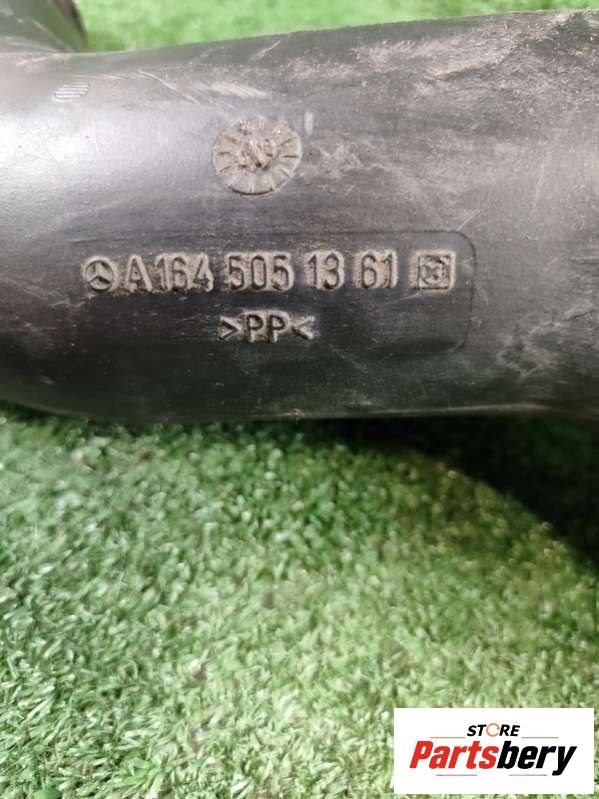 A 164 505 13 61
>PP<
STORE
Partsbery